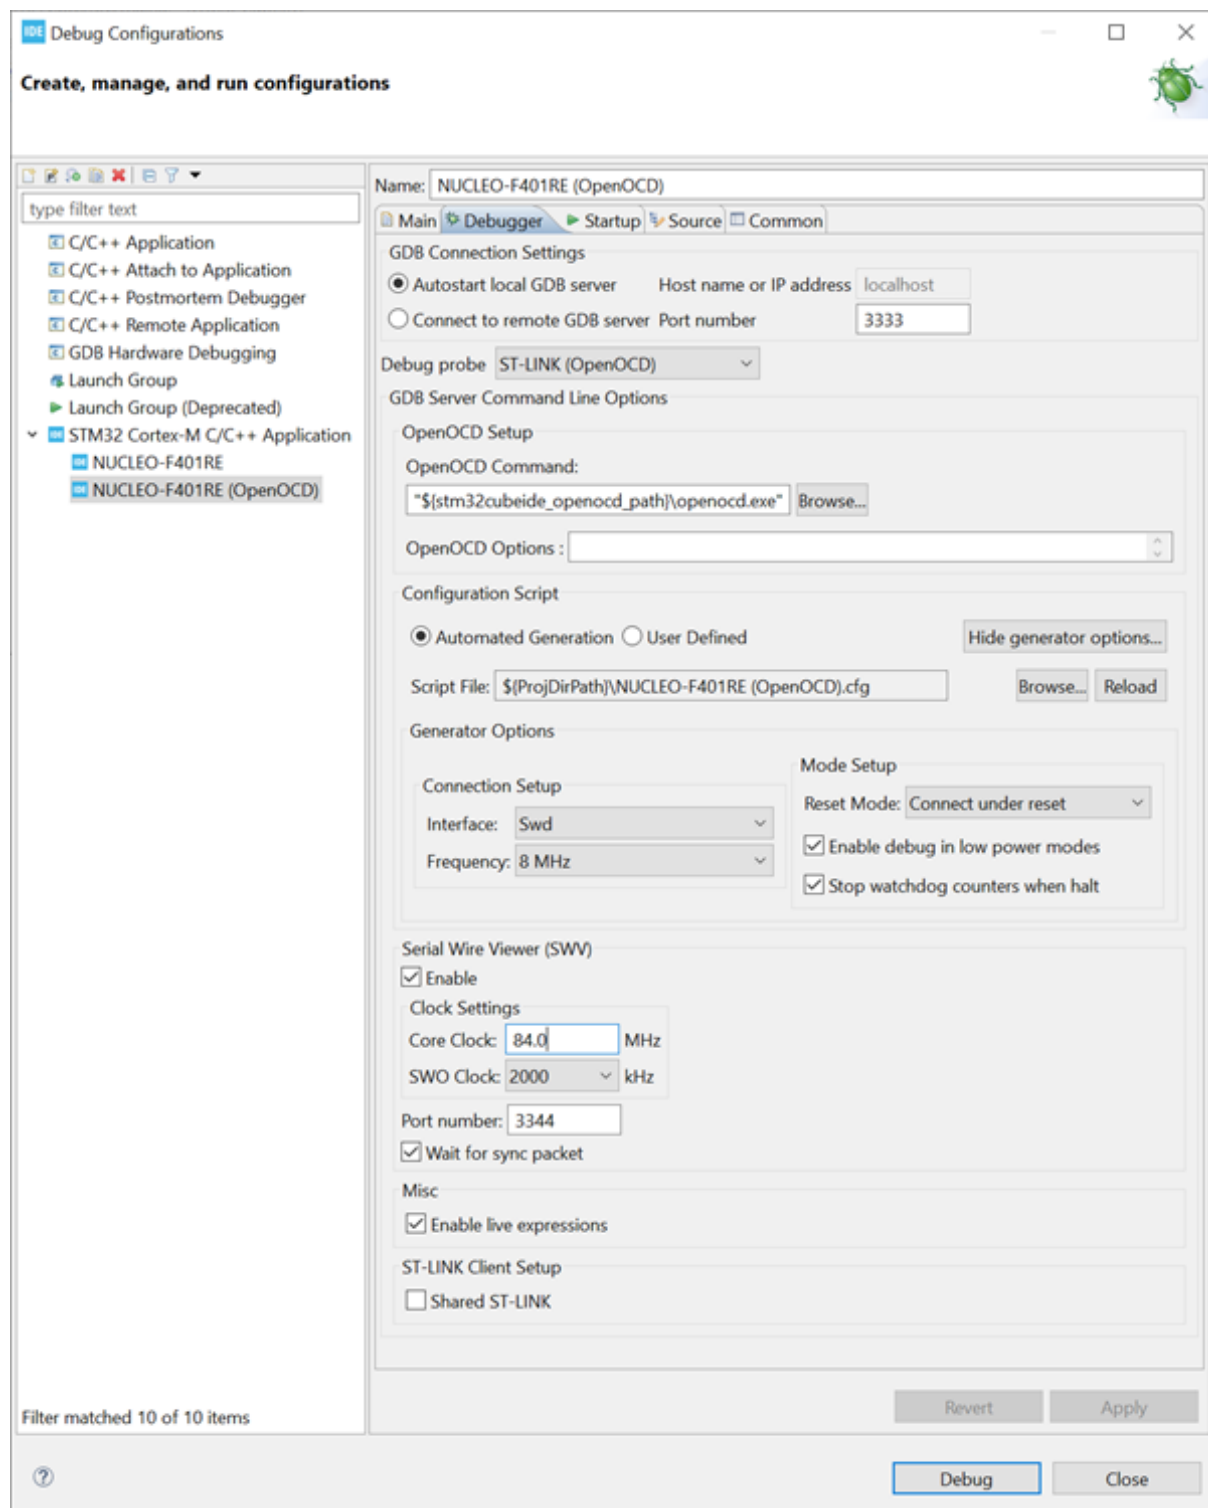 IDE Debug Configurations
Create, manage, and run configurations
type filter text
C/C++ Application
C/C++ Attach to Application
C/C++ Postmortem Debugger
C/C++ Remote Application
GDB Hardware Debugging
Launch Group
Launch Group (Deprecated)
IDE STM32 Cortex-M C/C++ Application
IDE NUCLEO-F401RE
IDE NUCLEO-F401RE (OpenOCD)
Filter matched 10 of 10 items
Name: NUCLEO-F401RE (OpenOCD)
Main Debugger Startup Source Common
GDB Connection Settings
Autostart local GDB server Host name or IP address localhost
Connect to remote GDB server Port number 3333
Debug probe ST-LINK (OpenOCD)
GDB Server Command Line Options
OpenOCD Setup
OpenOCD Command:
"${stm32cubeide_openocd_path}\openocd.exe" Browse...
OpenOCD Options :
Configuration Script
Automated Generation User Defined Hide generator options...
Script File: ${ProjDirPath}\NUCLEO-F401RE (OpenOCD).cfg Browse... Reload
Generator Options
Connection Setup
Interface: Swd
Frequency: 8 MHz
Mode Setup
Reset Mode: Connect under reset
Enable debug in low power modes
Stop watchdog counters when halt
Serial Wire Viewer (SWV)
Enable
Clock Settings
Core Clock: 84.0 MHz
SWO Clock: 2000 kHz
Port number: 3344
Wait for sync packet
Misc
Enable live expressions
ST-LINK Client Setup
Shared ST-LINK
Revert Apply
? Debug Close